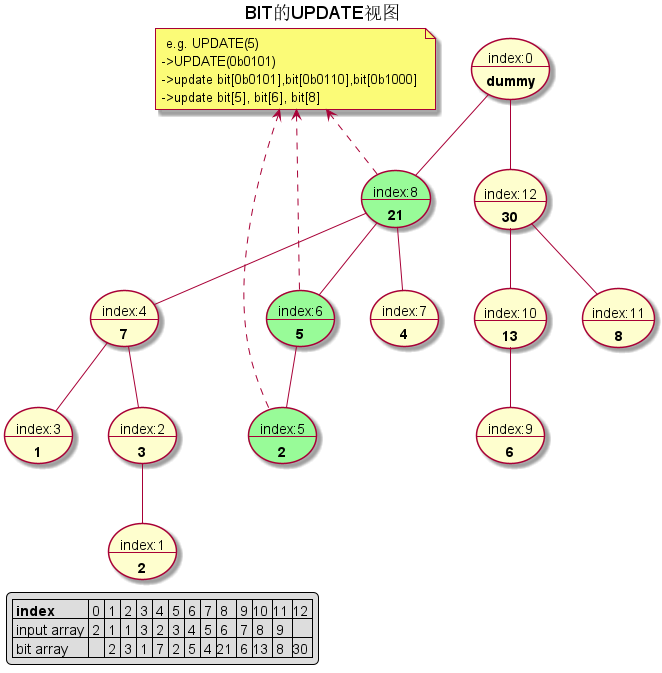 BIT的UPDATE视图
e.g. UPDATE(5)
->UPDATE(0b0101)
->update bit[0b0101],bit[0b0110],bit[0b1000]
->update bit[5], bit[6], bit[8]
index:0
dummy
index:8
21
index:12
30
index:4
7
index:6
5
index:7
4
index:10
13
index:11
8
index:3
1
index:2
3
index:5
2
index:9
6
index:1
2
index 0 1 2 3 4 5 6 7 8 9 10 11 12
input array 2 1 1 3 2 3 4 5 6 7 8 9
bit array 2 3 1 7 2 5 4 21 6 13 8 30